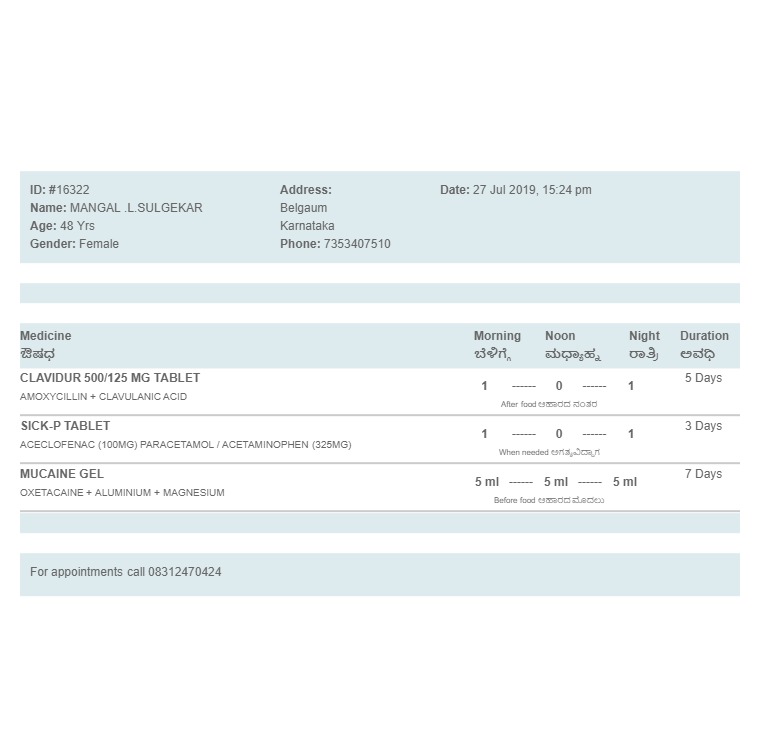 ID: #16322
Name: MANGAL .L.SULGEKAR
Age: 48 Yrs
Gender: Female
Address:
Belgaum
Karnataka
Phone: 7353407510
Date: 27 Jul 2019, 15:24 pm
Medicine Morning Noon Night Duration
ಔಷಧ ಬೆಳಿಗ್ಗೆ ಮಧ್ಯಾಹ್ನ ರಾತ್ರಿ ಅವಧಿ
CLAVIDUR 500/125 MG TABLET 5 Days
1 ------ 0 ------ 1
AMOXYCILLIN + CLAVULANIC ACID
After food ಆಹಾರದ ನಂತರ
SICK-P TABLET 3 Days
1 ------ 0 ------ 1
ACECLOFENAC (100MG) PARACETAMOL / ACETAMINOPHEN (325MG)
When needed ಅಗತ್ಯವಿದ್ದಾಗ
MUCAINE GEL 7 Days
5 ml ------ 5 ml ------ 5 ml
OXETACAINE + ALUMINIUM + MAGNESIUM
Before food ಆಹಾರದ ಮೊದಲು
For appointments call 08312470424